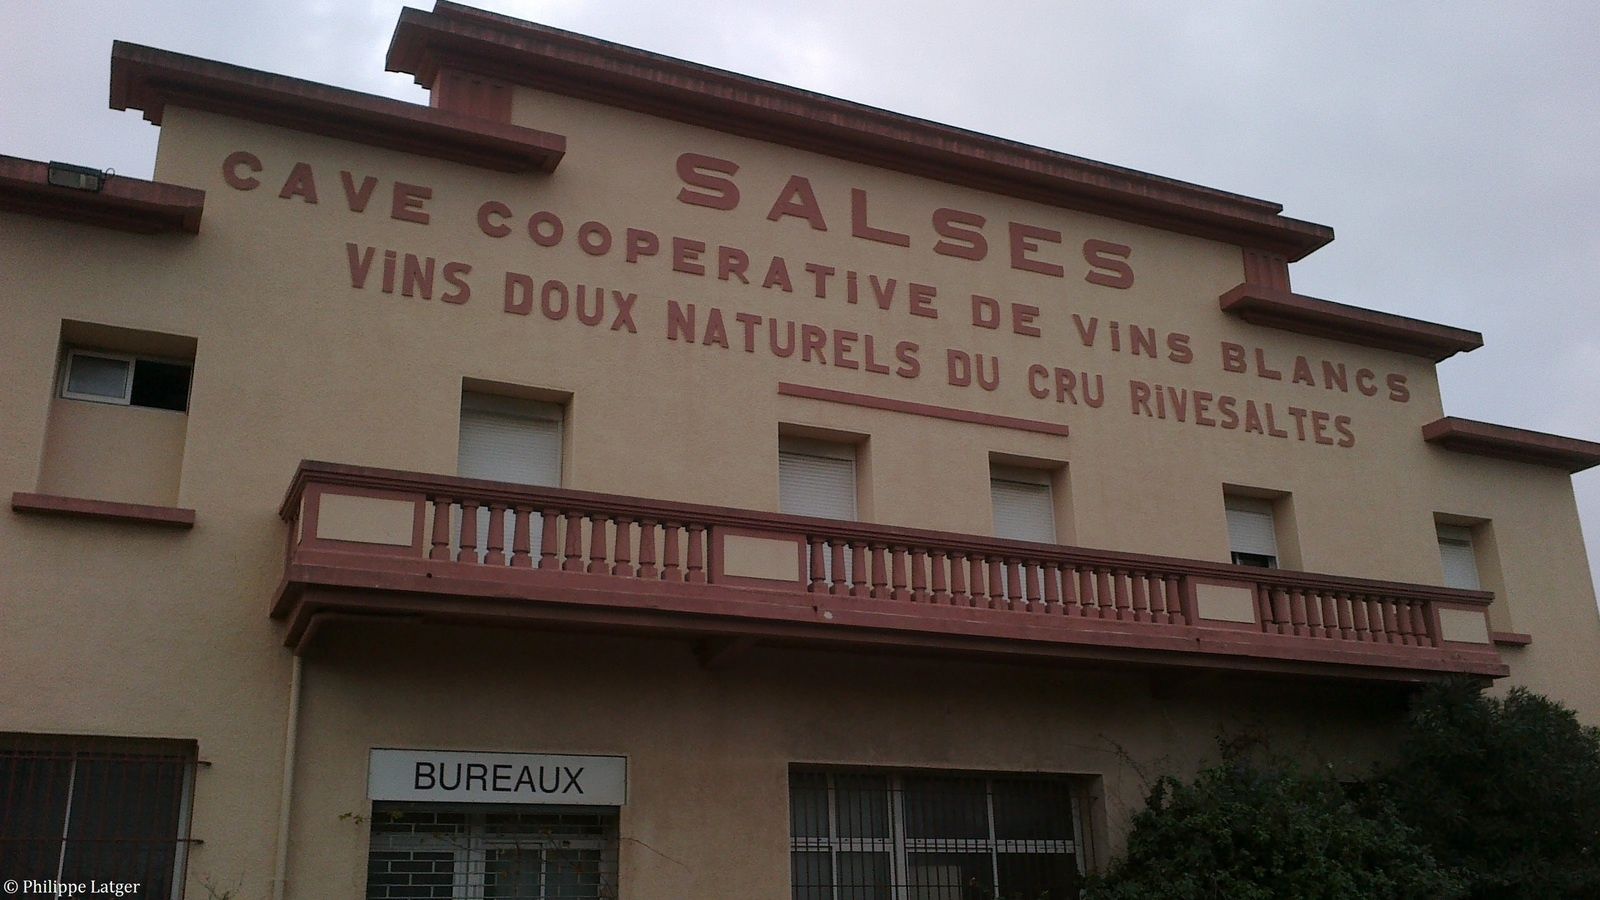 SALSES
CAVE COOPERATIVE DE ViNS BLANCS
ViNS DOUX NATURELS DU CRU RiVESALTES
BUREAUX
© Philippe Latger